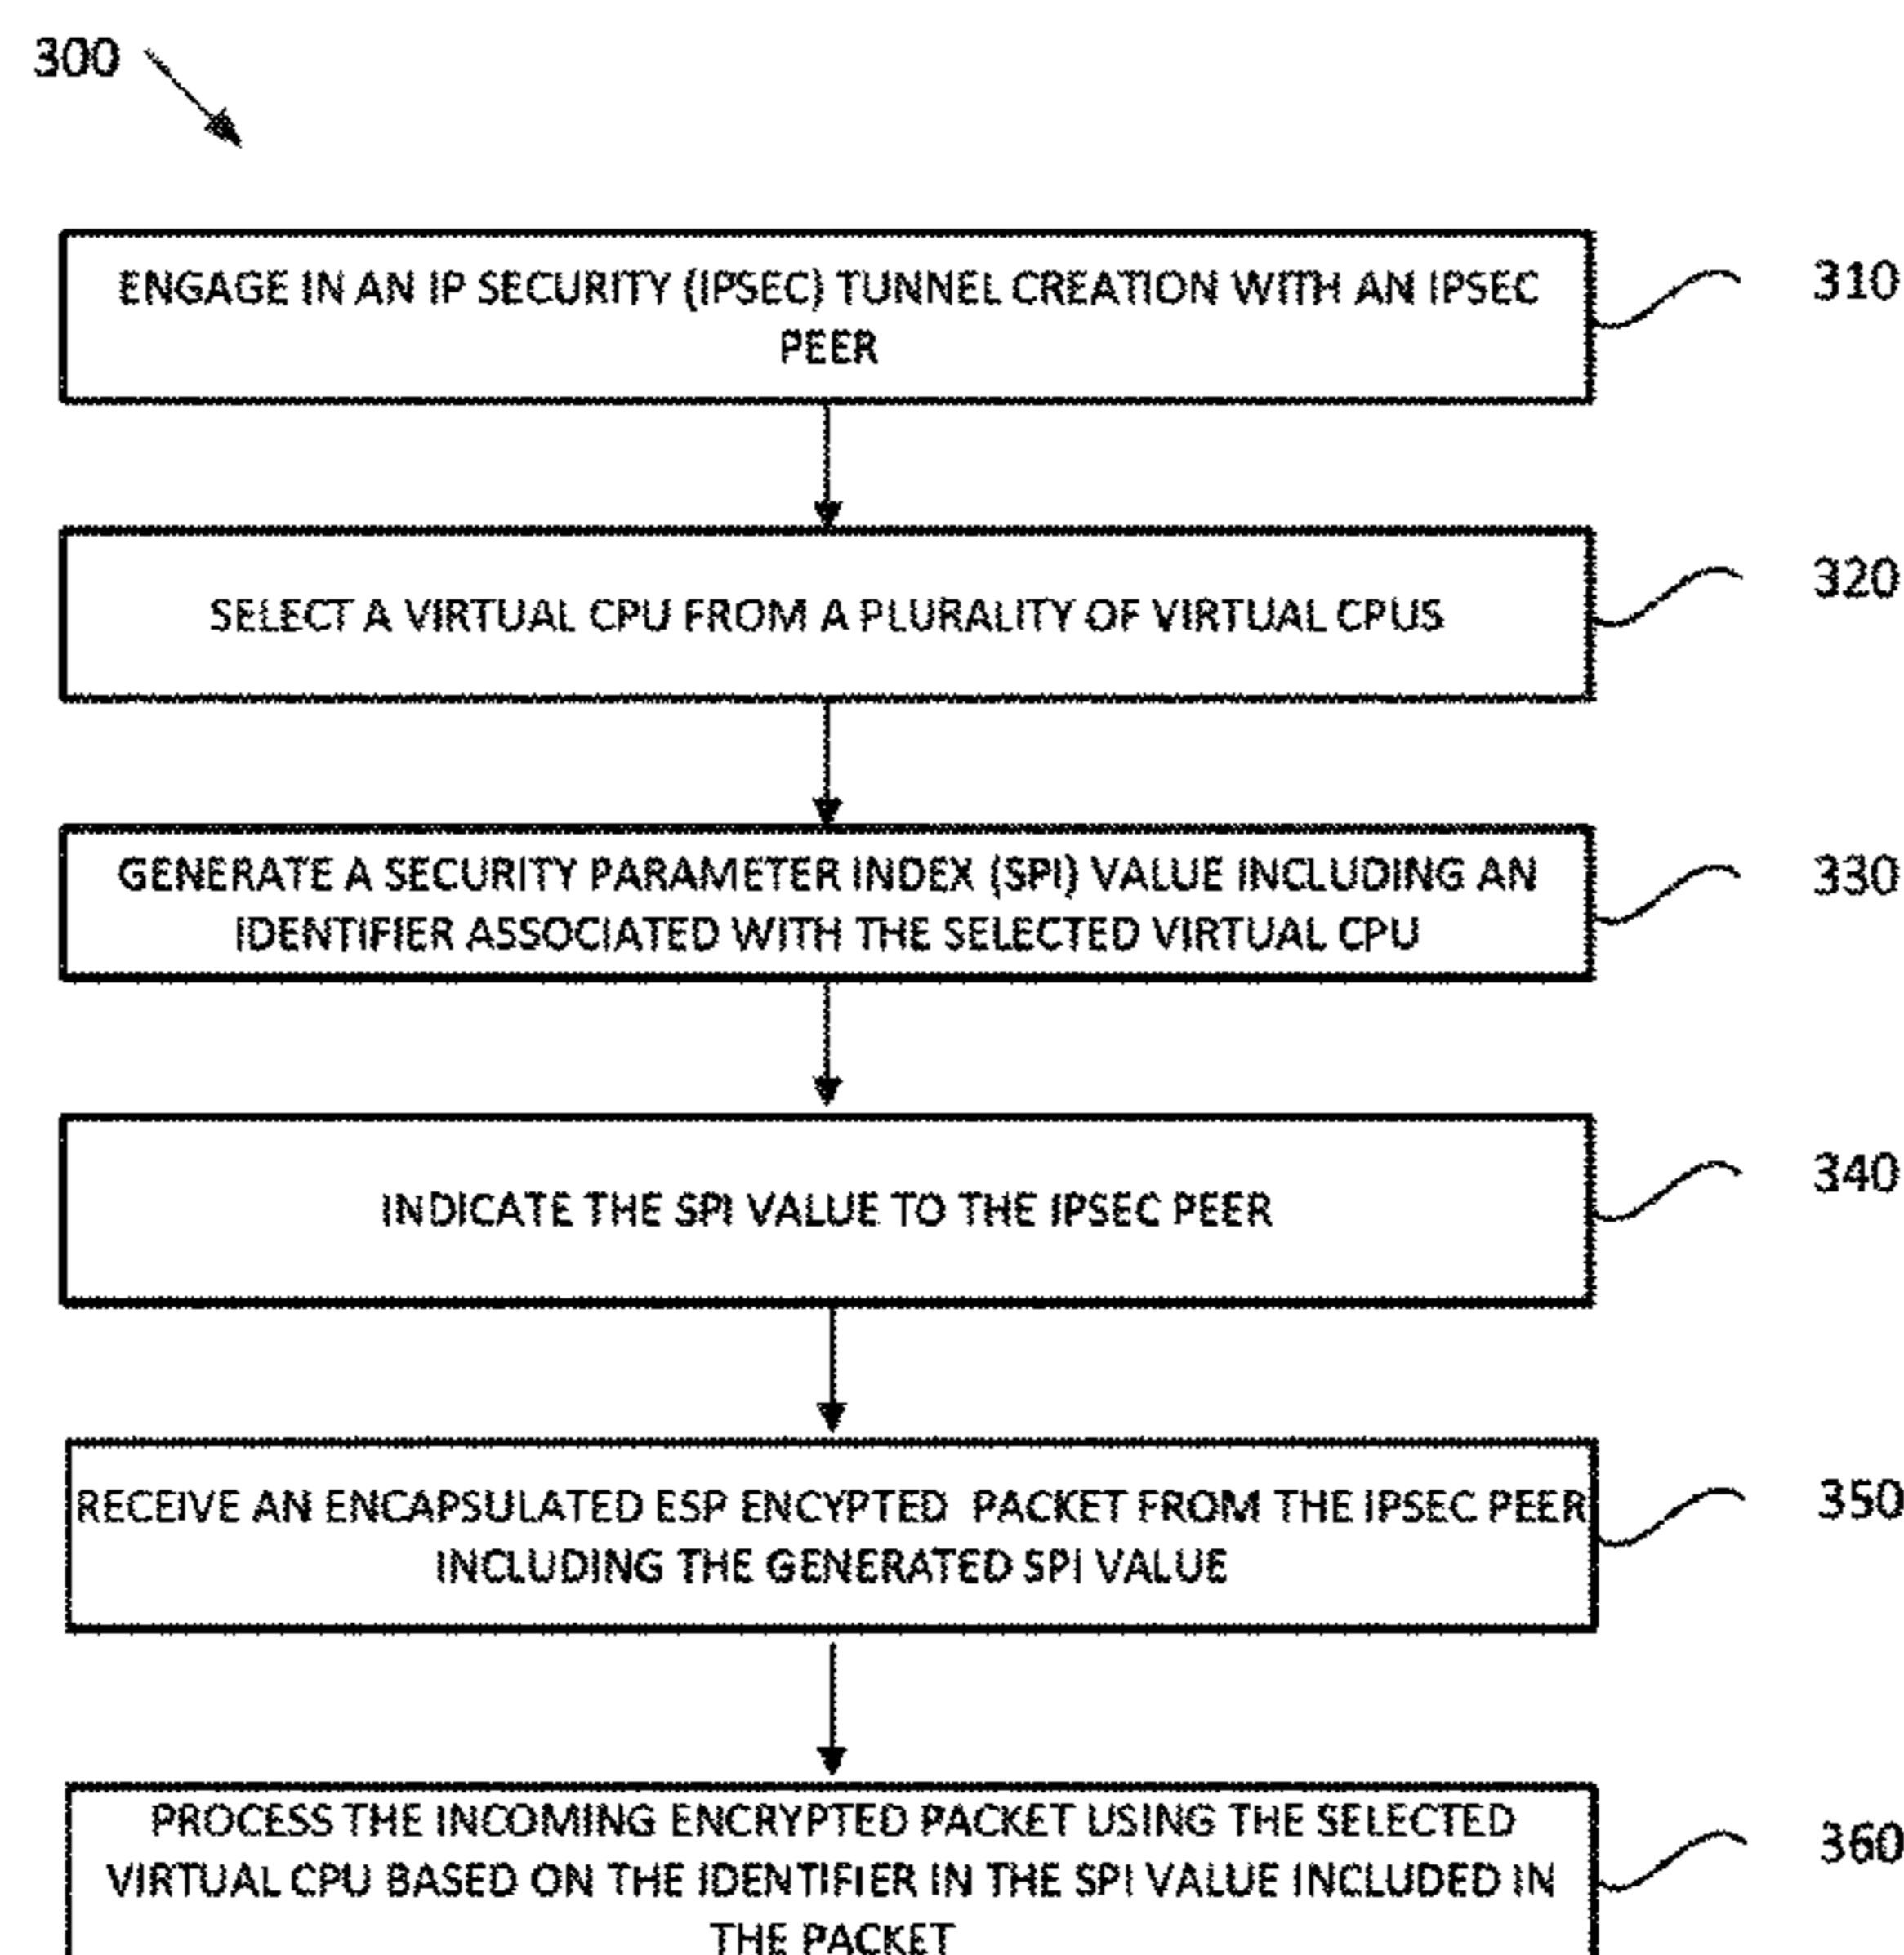 300
ENGAGE IN AN IP SECURITY (IPSEC) TUNNEL CREATION WITH AN IPSEC
PEER
310
SELECT A VIRTUAL CPU FROM A PLURALITY OF VIRTUAL CPUS
320
GENERATE A SECURITY PARAMETER INDEX (SPI) VALUE INCLUDING AN
IDENTIFIER ASSOCIATED WITH THE SELECTED VIRTUAL CPU
330
INDICATE THE SPI VALUE TO THE IPSEC PEER
340
RECEIVE AN ENCAPSULATED ESP ENCYPTED PACKET FROM THE IPSEC PEER
INCLUDING THE GENERATED SPI VALUE
350
PROCESS THE INCOMING ENCRYPTED PACKET USING THE SELECTED
VIRTUAL CPU BASED ON THE IDENTIFIER IN THE SPI VALUE INCLUDED IN
THE PACKET
360